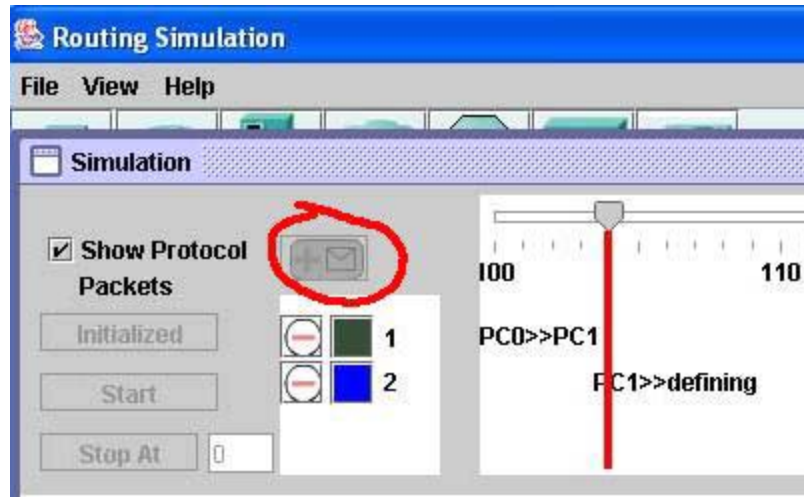 Routing Simulation
File View Help
Simulation
Show Protocol
Packets
100
110
Initialized
1
PC0>>PC1
Start
2
PC1>>defining
Stop At
0